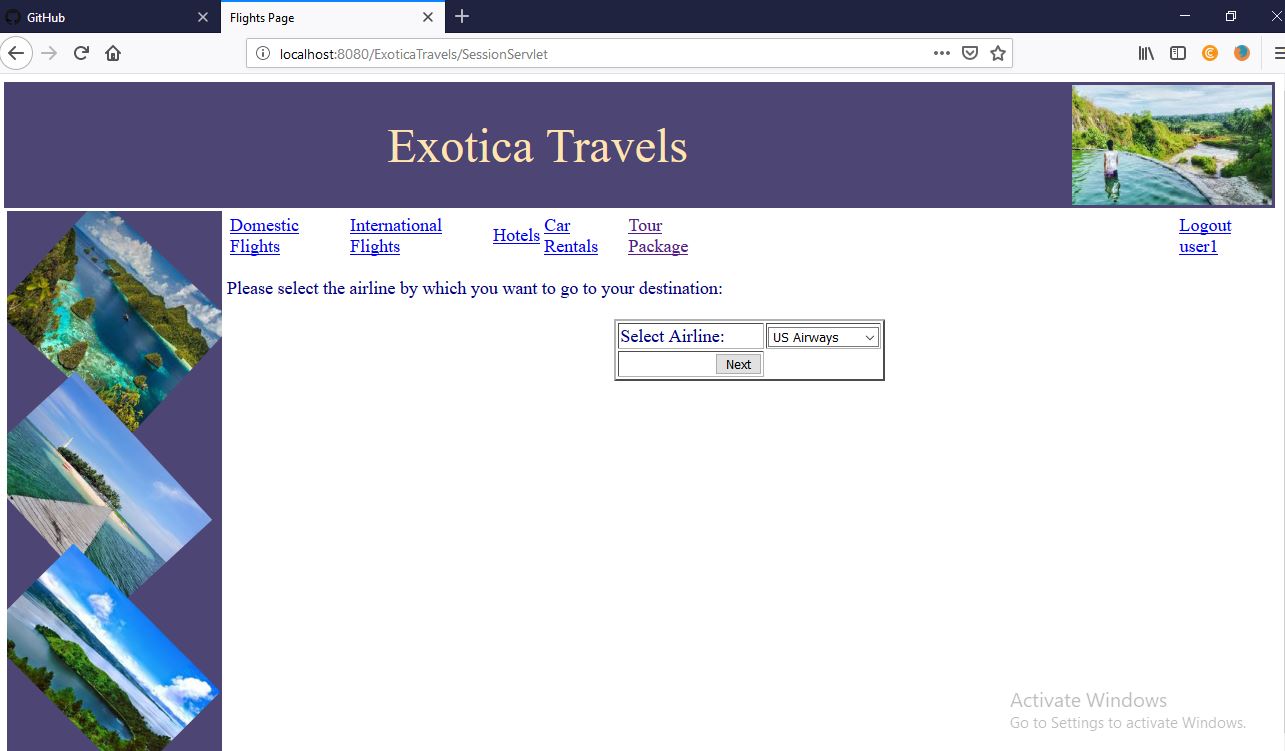 GitHub
Flights Page
localhost:8080/ExoticaTravels/SessionServlet
Exotica Travels
Domestic
Flights
International
Flights
Hotels
Car
Rentals
Tour
Package
Logout
user1
Please select the airline by which you want to go to your destination:
Select Airline: US Airways
Next
Activate Windows
Go to Settings to activate Windows.